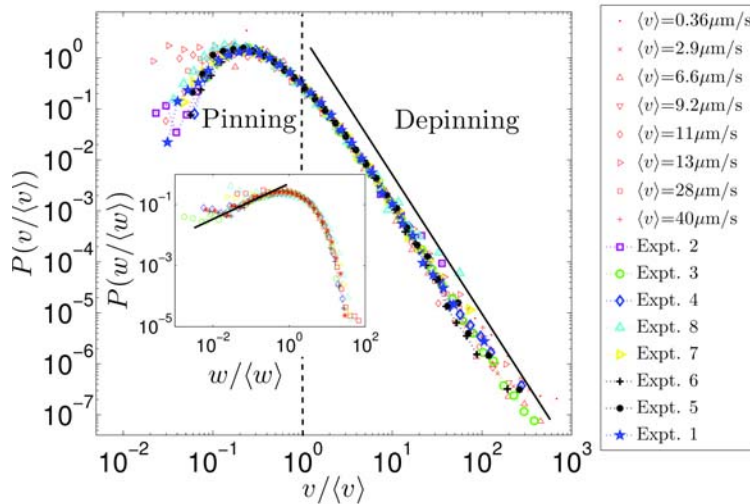 10^1
10^0
10^-1
10^-2
10^-3
10^-4
10^-5
10^-6
10^-7
P(v/⟨v⟩)
Pinning
Depinning
10^-1
10^-3
10^-5
P(w/⟨w⟩)
10^-2 10^0 10^2
w/⟨w⟩
10^-2 10^-1 10^0 10^1 10^2 10^3
v/⟨v⟩
⟨v⟩=0.36μm/s
⟨v⟩=2.9μm/s
⟨v⟩=6.6μm/s
⟨v⟩=9.2μm/s
⟨v⟩=11μm/s
⟨v⟩=13μm/s
⟨v⟩=28μm/s
⟨v⟩=40μm/s
Expt. 2
Expt. 3
Expt. 4
Expt. 8
Expt. 7
Expt. 6
Expt. 5
Expt. 1